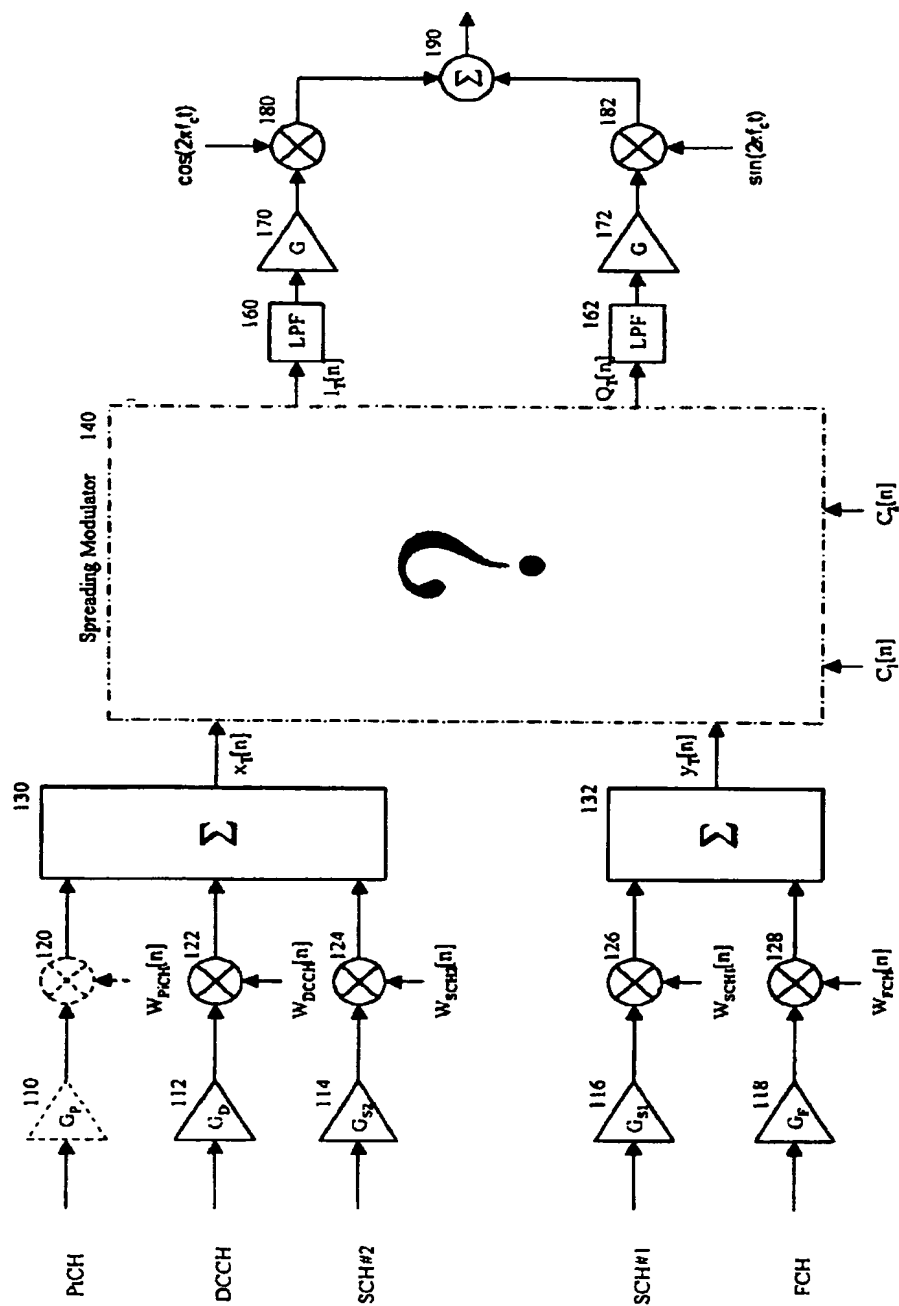 PiCH
110
G_P
120
W_PiCH[n]
DCCH
112
G_D
122
W_DCCH[n]
SCH#2
114
G_S2
124
W_SCH2[n]
130
Σ
x_T[n]
SCH#1
116
G_S1
126
W_SCH1[n]
FCH
118
G_F
128
W_FCH[n]
132
Σ
y_T[n]
Spreading Modulator 140
?
C_1[n]
C_s[n]
I_T[n]
160
LPF
170
G
cos(2πf_ct)
180
Q_T[n]
162
LPF
172
G
sin(2πf_ct)
182
Σ
190